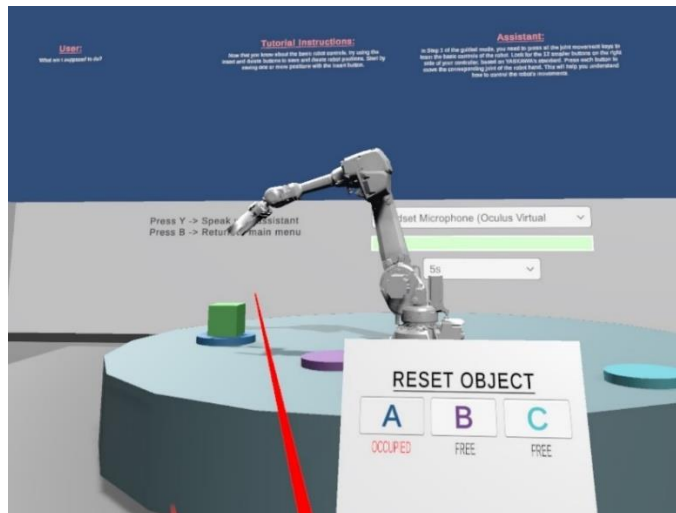 User:
What am I supposed to do?
Tutorial Instructions:
Now that you know about the basic robot controls, try using the
insert and delete buttons to save and delete robot positions. Start by
saving one or more positions with the insert button.
Assistant:
In Step 1 of the guided mode, you need to press all the joint movement keys to
learn the basic controls of the robot. Look for the 12 smaller buttons on the right
side of your controller, based on YASKAWA's standard. Press each button to
move the corresponding joint of the robot hand. This will help you understand
how to control the robot's movements.
Press Y -> Speak assistant
Press B -> Return main menu
dset Microphone (Oculus Virtual
5s
RESET OBJECT
A B C
OCCUPIED FREE FREE